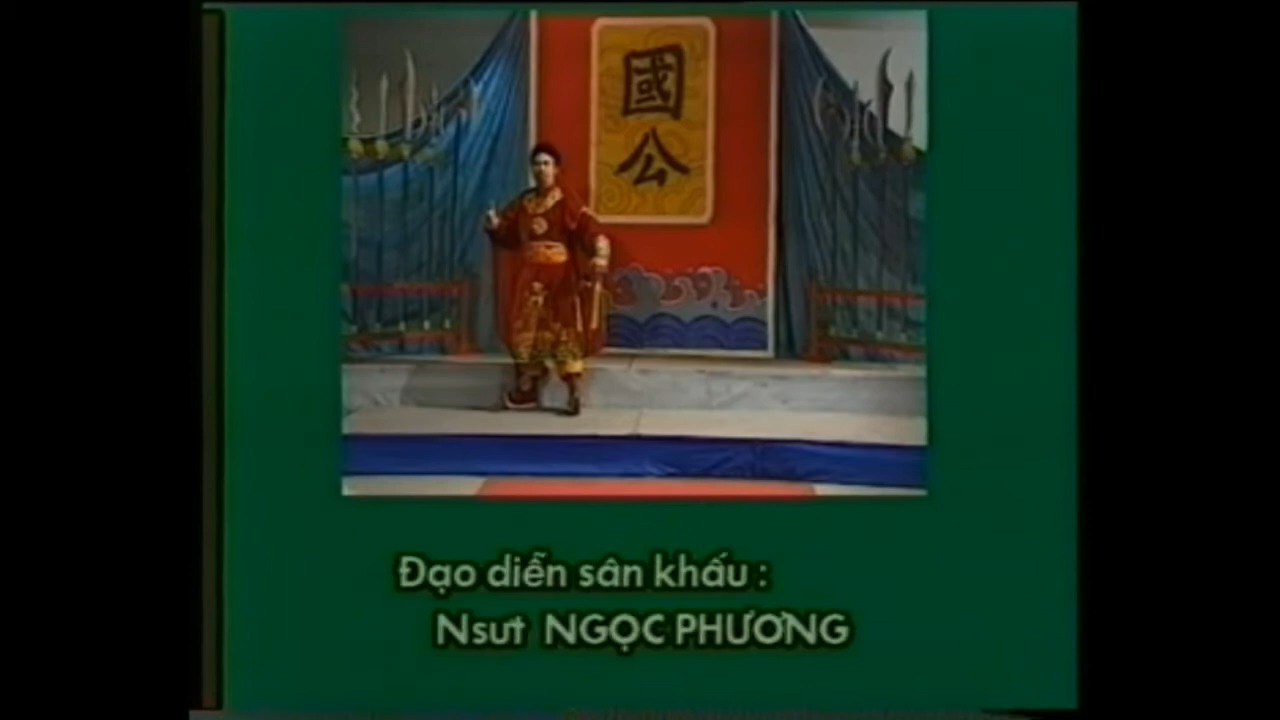 國
公
Đạo diễn sân khấu :
Nsưt NGỌC PHƯƠNG